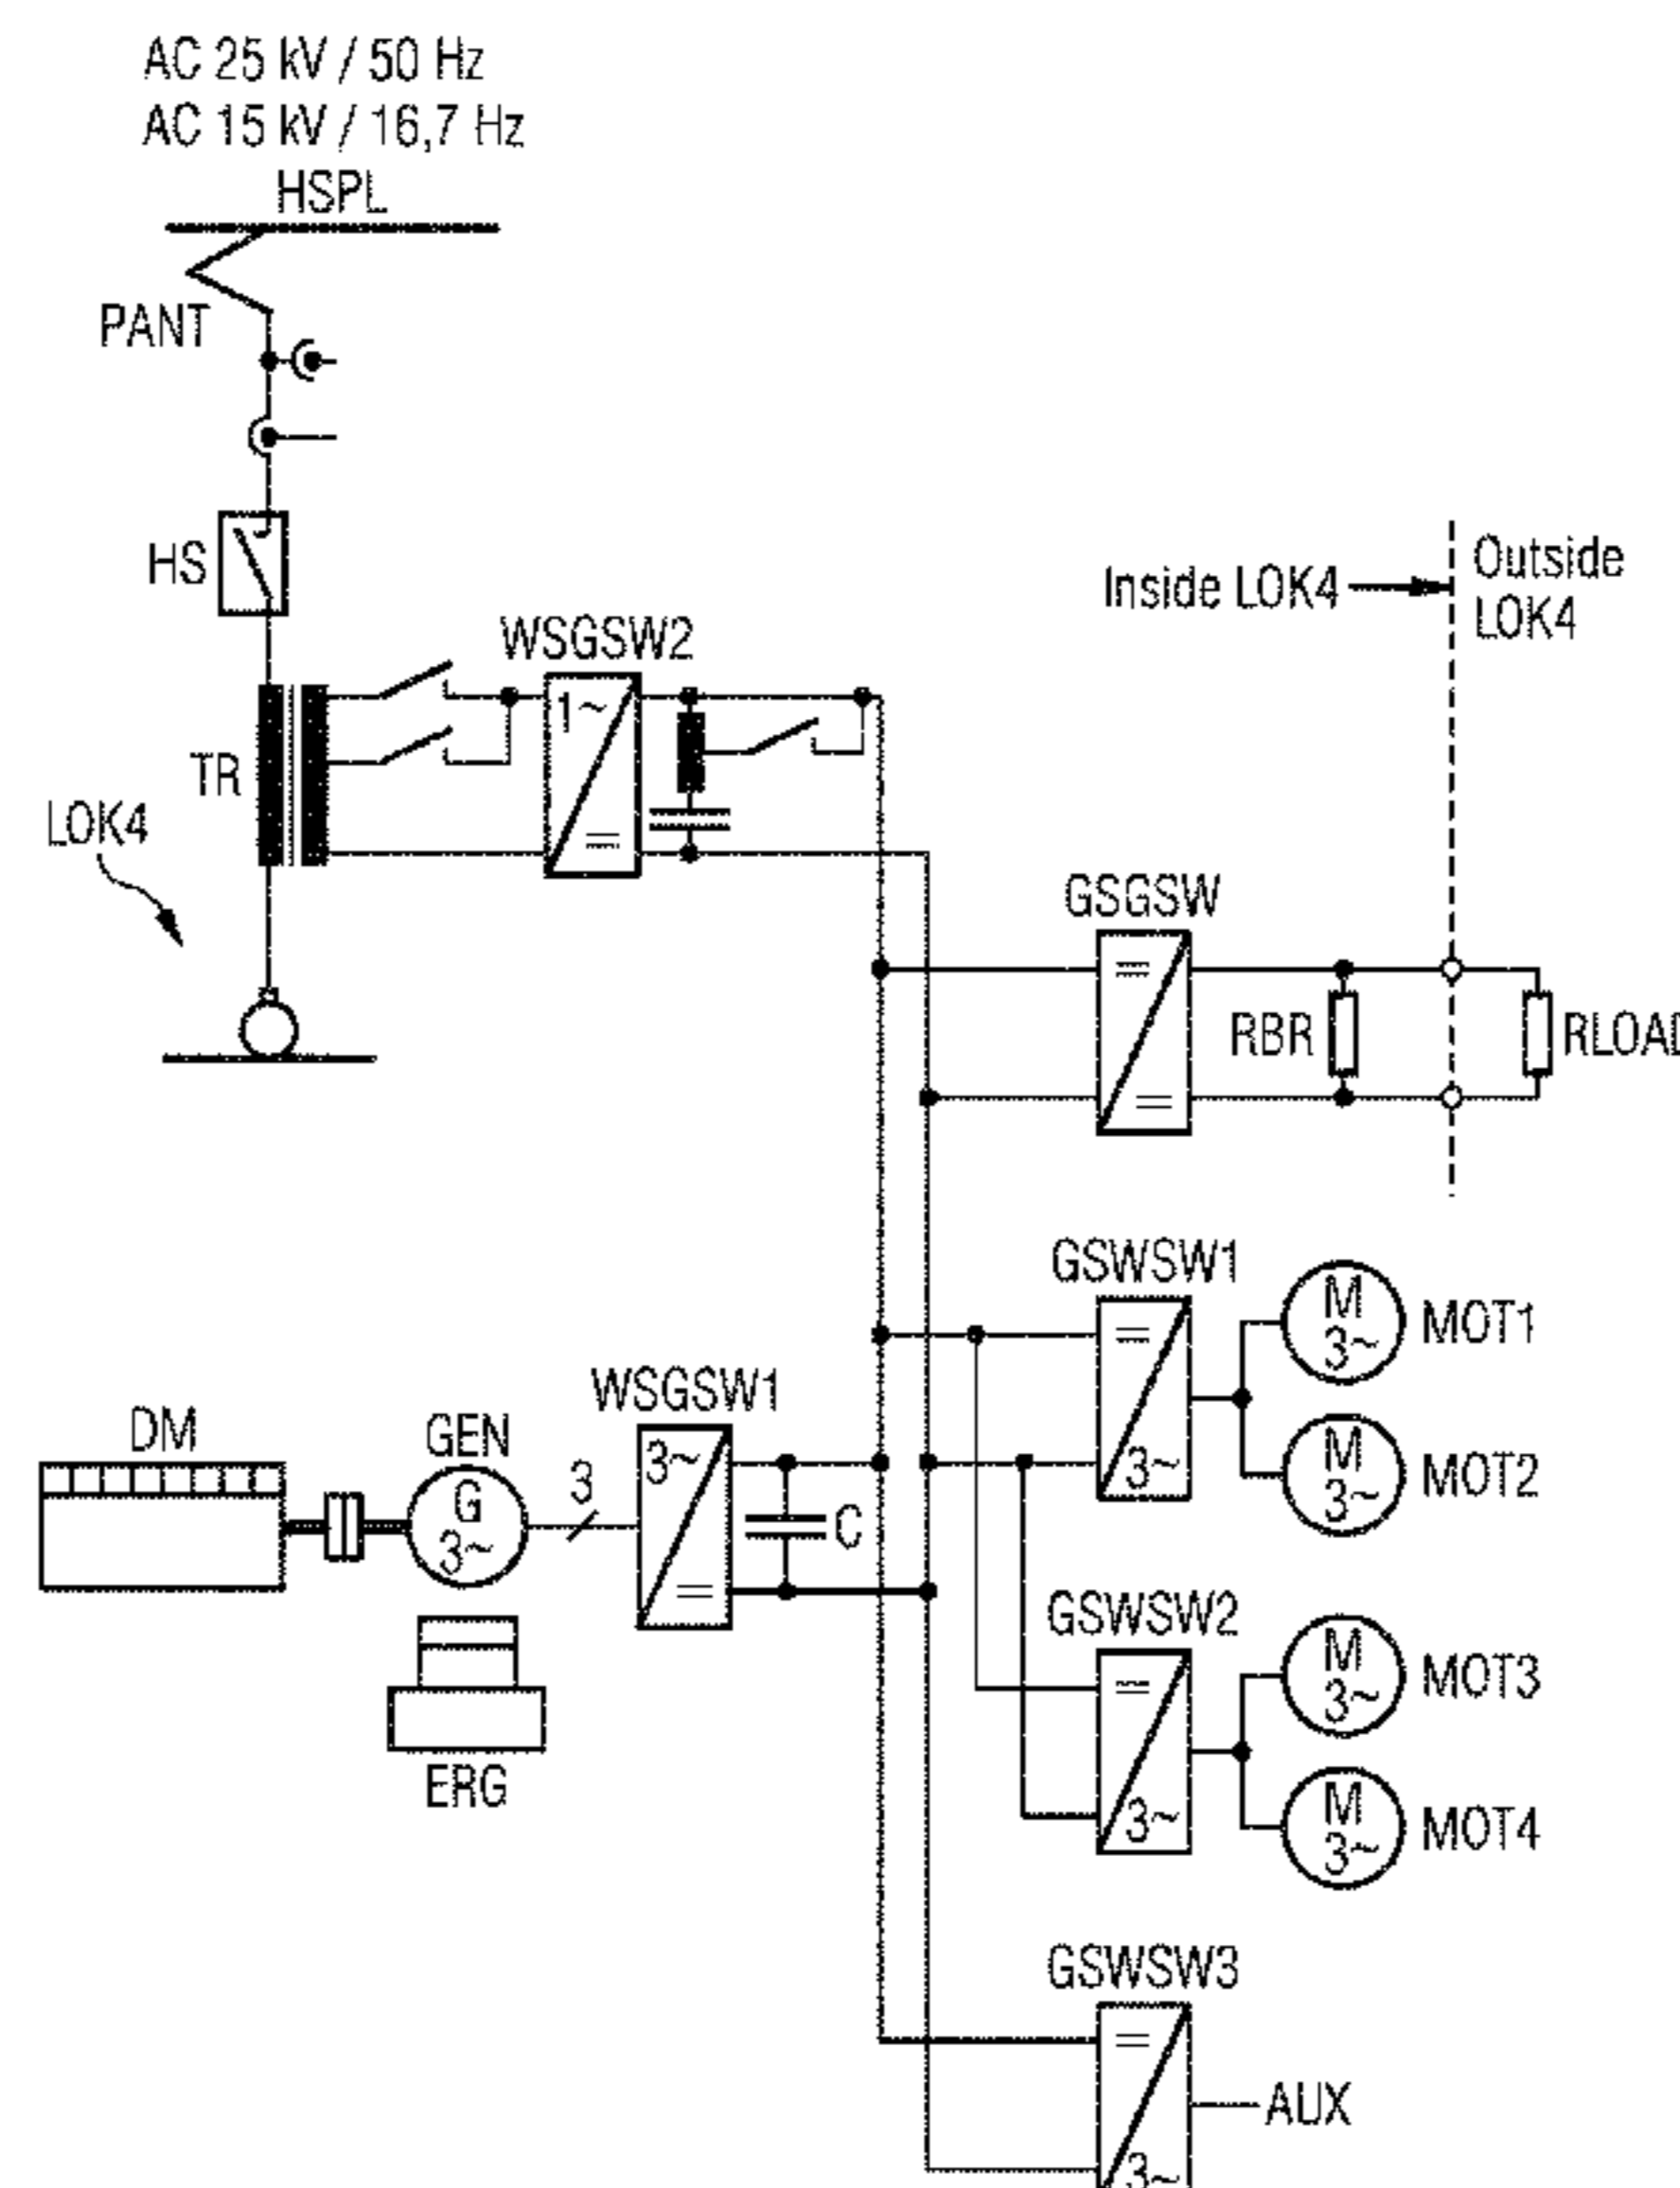 AC 25 kV / 50 Hz
AC 15 kV / 16,7 Hz
HSPL
PANT
HS
Inside LOK4
Outside
LOK4
WSGSW2
1~
=
TR
LOK4
GSGSW
=
=
RBR
RLOAD
GSWSW1
=
3~
M
3~
MOT1
M
3~
MOT2
WSGSW1
3~
=
C
DM
GEN
G
3~
3
ERG
GSWSW2
=
3~
M
3~
MOT3
M
3~
MOT4
GSWSW3
=
3~
AUX